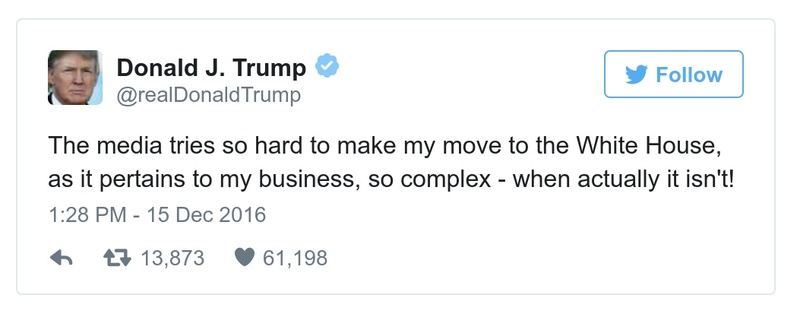 Donald J. Trump
@realDonaldTrump
Follow
The media tries so hard to make my move to the White House,
as it pertains to my business, so complex - when actually it isn't!
1:28 PM - 15 Dec 2016
13,873 61,198